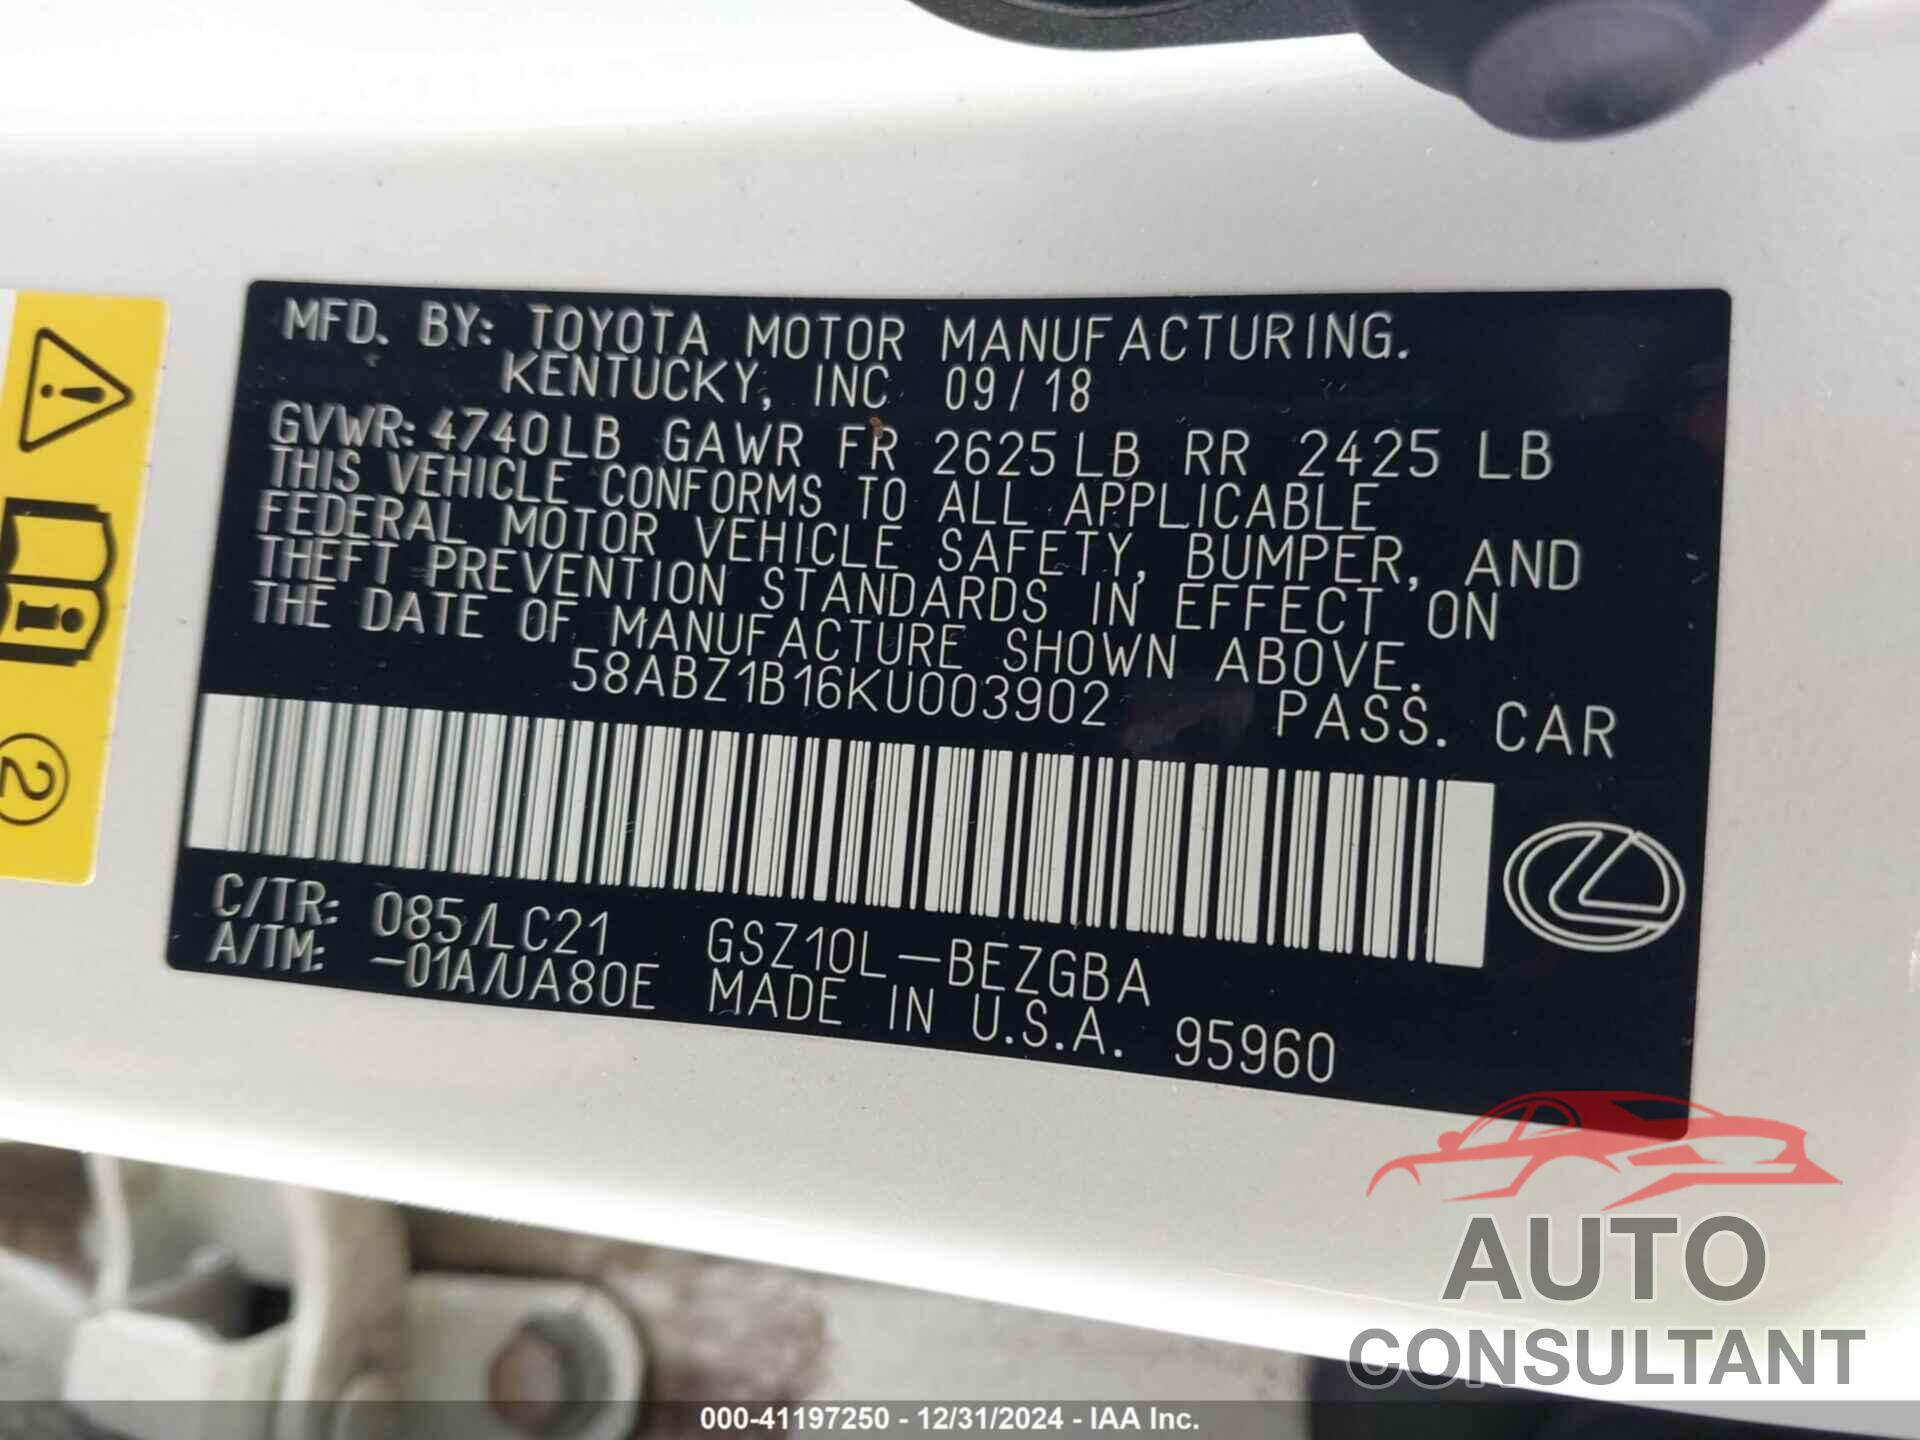 MFD. BY: TOYOTA MOTOR MANUFACTURING.
KENTUCKY, INC 09/18
GVWR: 4740LB GAWR FR 2625LB RR 2425 LB
THIS VEHICLE CONFORMS TO ALL APPLICABLE
FEDERAL MOTOR VEHICLE SAFETY, BUMPER, AND
THEFT PREVENTION STANDARDS IN EFFECT ON
THE DATE OF MANUFACTURE SHOWN ABOVE.
58ABZ1B16KU003902 PASS. CAR
C/TR: 085/LC21 GSZ10L-BEZGBA
A/TM: -01A/UA80E MADE IN U.S.A. 95960
2
AUTO
CONSULTANT
000-41197250 - 12/31/2024 - IAA Inc.